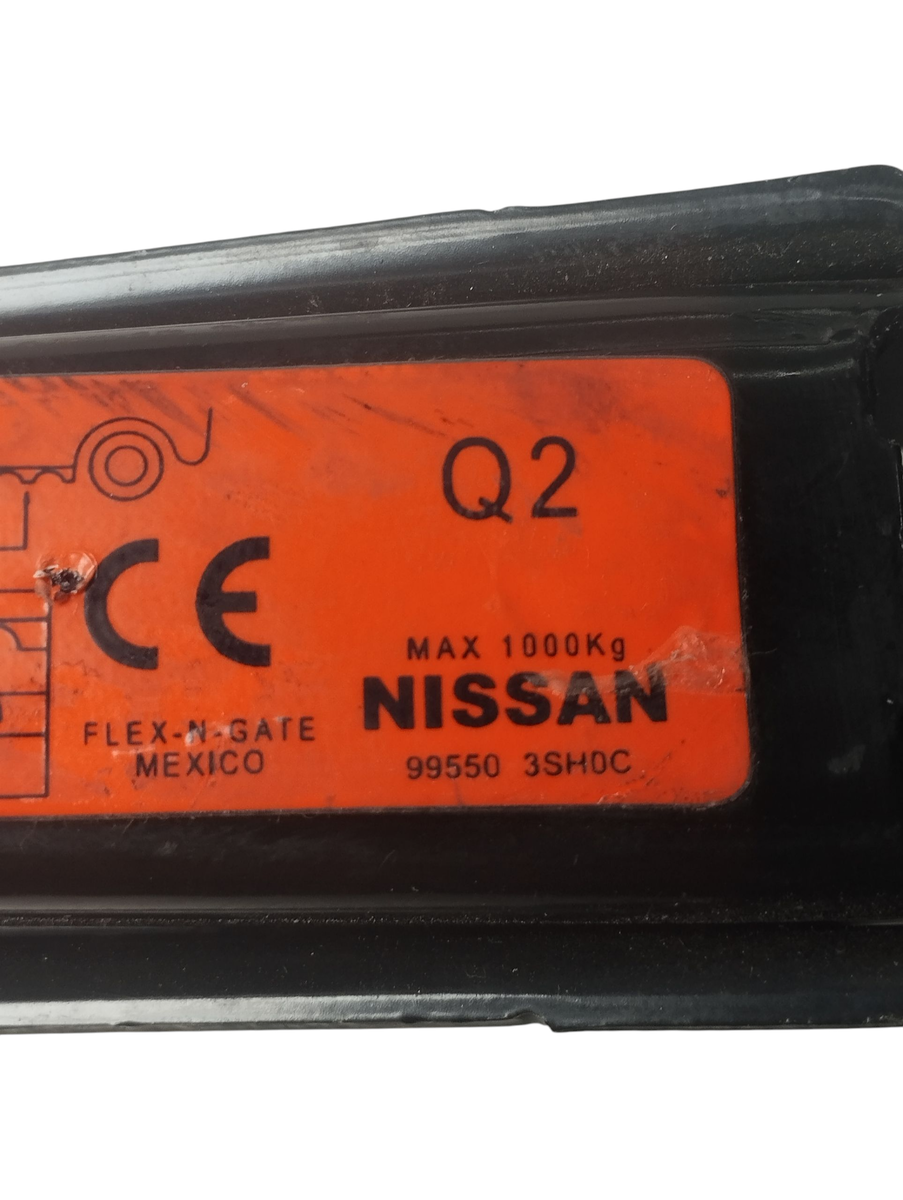 Q2
CE
MAX 1000Kg
NISSAN
FLEX-N-GATE
MEXICO
99550 3SH0C